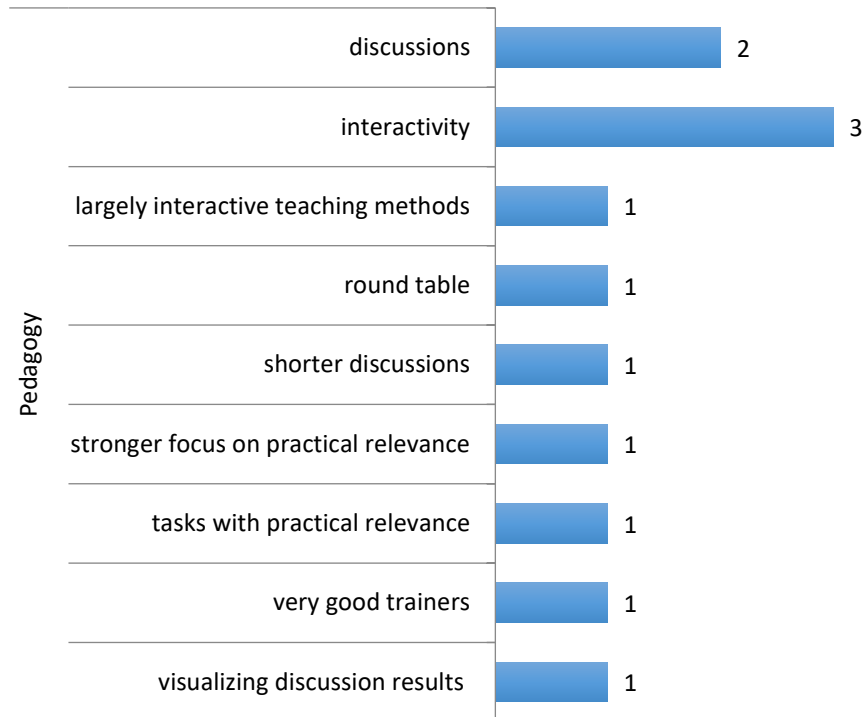 Pedagogy
discussions 2
interactivity 3
largely interactive teaching methods 1
round table 1
shorter discussions 1
stronger focus on practical relevance 1
tasks with practical relevance 1
very good trainers 1
visualizing discussion results 1